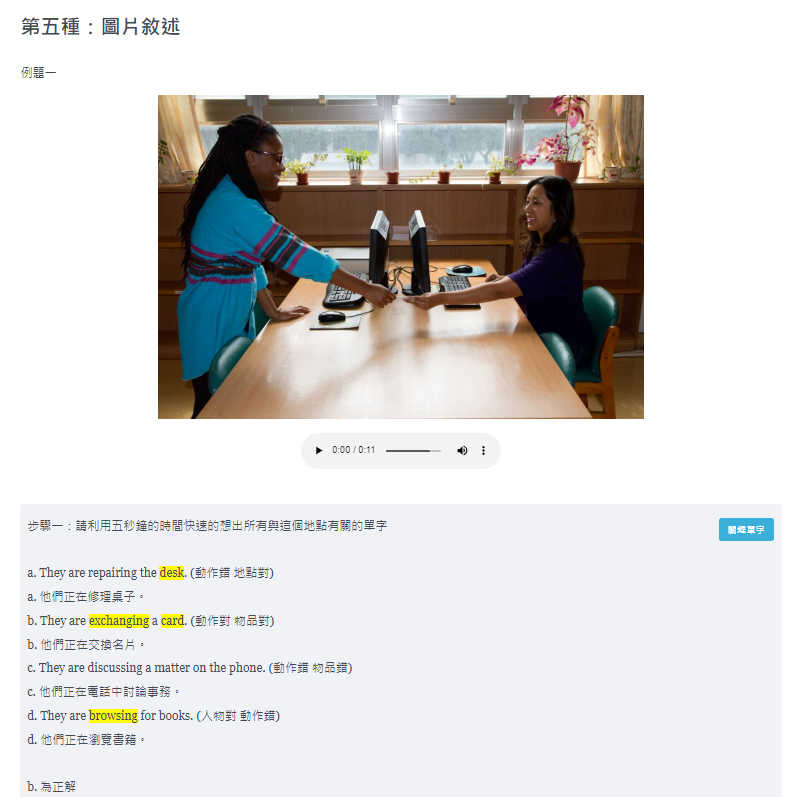 第五種：圖片敘述
例題一
0:00 / 0:11
步驟一：請利用五秒鐘的時間快速的想出所有與這個地點有關的單字
關鍵單字
a. They are repairing the desk. (動作錯 地點對)
a. 他們正在修理桌子。
b. They are exchanging a card. (動作對 物品對)
b. 他們正在交換名片。
c. They are discussing a matter on the phone. (動作錯 物品錯)
c. 他們正在電話中討論事務。
d. They are browsing for books. (人物對 動作錯)
d. 他們正在瀏覽書籍。
b. 為正解